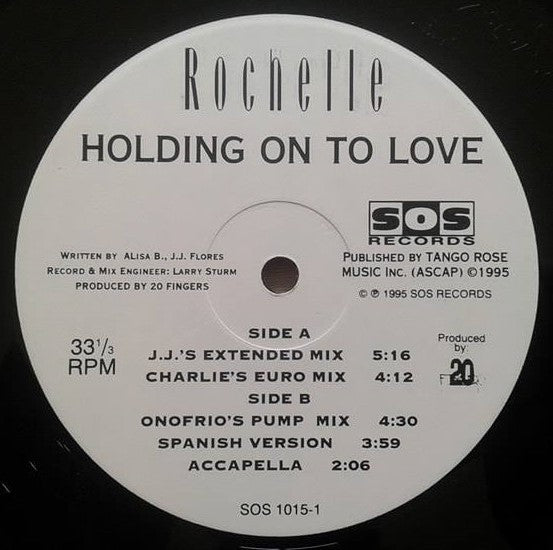 Rochelle
HOLDING ON TO LOVE
SOS
RECORDS
WRITTEN BY ALISA B., J.J. FLORES
RECORD & MIX ENGINEER: LARRY STURM
PRODUCED BY 20 FINGERS
PUBLISHED BY TANGO ROSE
MUSIC INC. (ASCAP) ©1995
© ℗ 1995 SOS RECORDS
33 1/3
RPM
SIDE A
J.J.'S EXTENDED MIX 5:16
CHARLIE'S EURO MIX 4:12
SIDE B
ONOFRIO'S PUMP MIX 4:30
SPANISH VERSION 3:59
ACCAPELLA 2:06
Produced
by:
20
SOS 1015-1